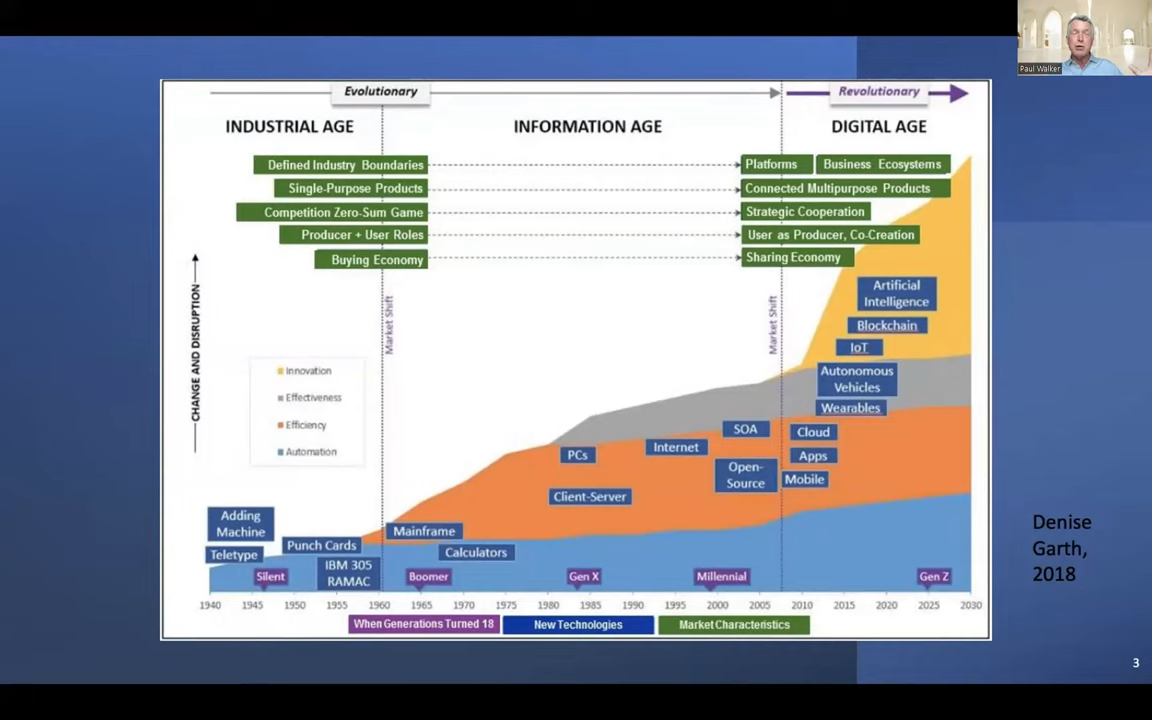 Paul Walker
Evolutionary
Revolutionary
INDUSTRIAL AGE
INFORMATION AGE
DIGITAL AGE
Defined Industry Boundaries
Platforms
Business Ecosystems
Single-Purpose Products
Connected Multipurpose Products
Competition Zero-Sum Game
Strategic Cooperation
Producer + User Roles
User as Producer, Co-Creation
Buying Economy
Sharing Economy
CHANGE AND DISRUPTION
Market Shift
Market Shift
Innovation
Effectiveness
Efficiency
Automation
Artificial
Intelligence
Blockchain
IoT
Autonomous
Vehicles
Wearables
Cloud
Apps
Mobile
SOA
Internet
Open-
Source
PCs
Client-Server
Mainframe
Calculators
Adding
Machine
Teletype
Punch Cards
IBM 305
RAMAC
Silent
Boomer
Gen X
Millennial
Gen Z
1940 1945 1950 1955 1960 1965 1970 1975 1980 1985 1990 1995 2000 2005 2010 2015 2020 2025 2030
When Generations Turned 18
New Technologies
Market Characteristics
Denise
Garth,
2018
3